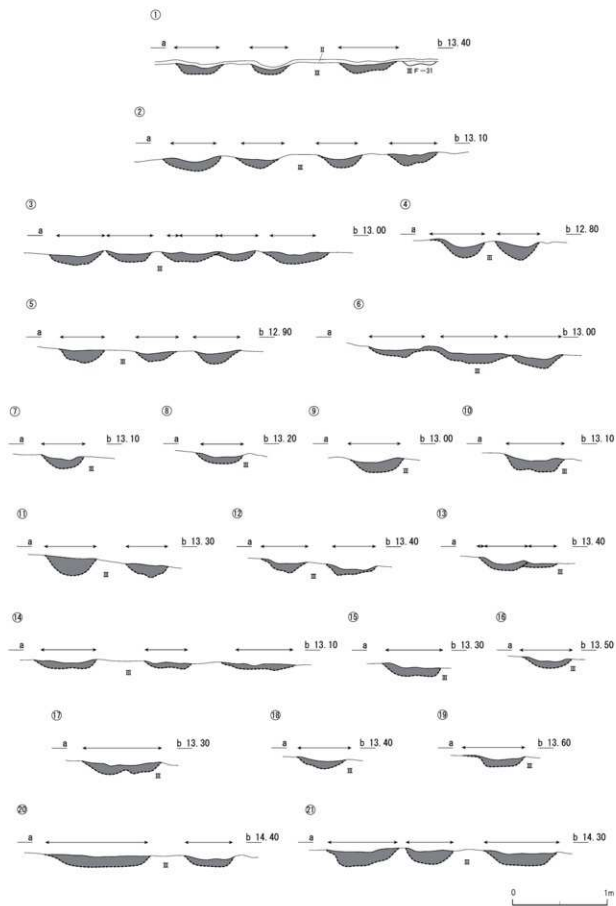 ①
a b 13.40
Ⅱ
Ⅲ ⅢF-31
②
a b 13.10
Ⅲ
③
a b 13.00
Ⅲ
④
a b 12.80
Ⅲ
⑤
a b 12.90
Ⅲ
⑥
a b 13.00
Ⅲ
⑦
a b 13.10
Ⅲ
⑧
a b 13.20
Ⅲ
⑨
a b 13.00
Ⅲ
⑩
a b 13.10
Ⅲ
⑪
a b 13.30
Ⅲ
⑫
a b 13.40
Ⅲ
⑬
a b 13.40
Ⅲ
⑭
a b 13.10
Ⅲ
⑮
a b 13.30
Ⅲ
⑯
a b 13.50
Ⅲ
⑰
a b 13.30
Ⅲ
⑱
a b 13.40
Ⅲ
⑲
a b 13.60
Ⅲ
⑳
a b 14.40
Ⅲ
㉑
a b 14.30
Ⅲ
0 1m